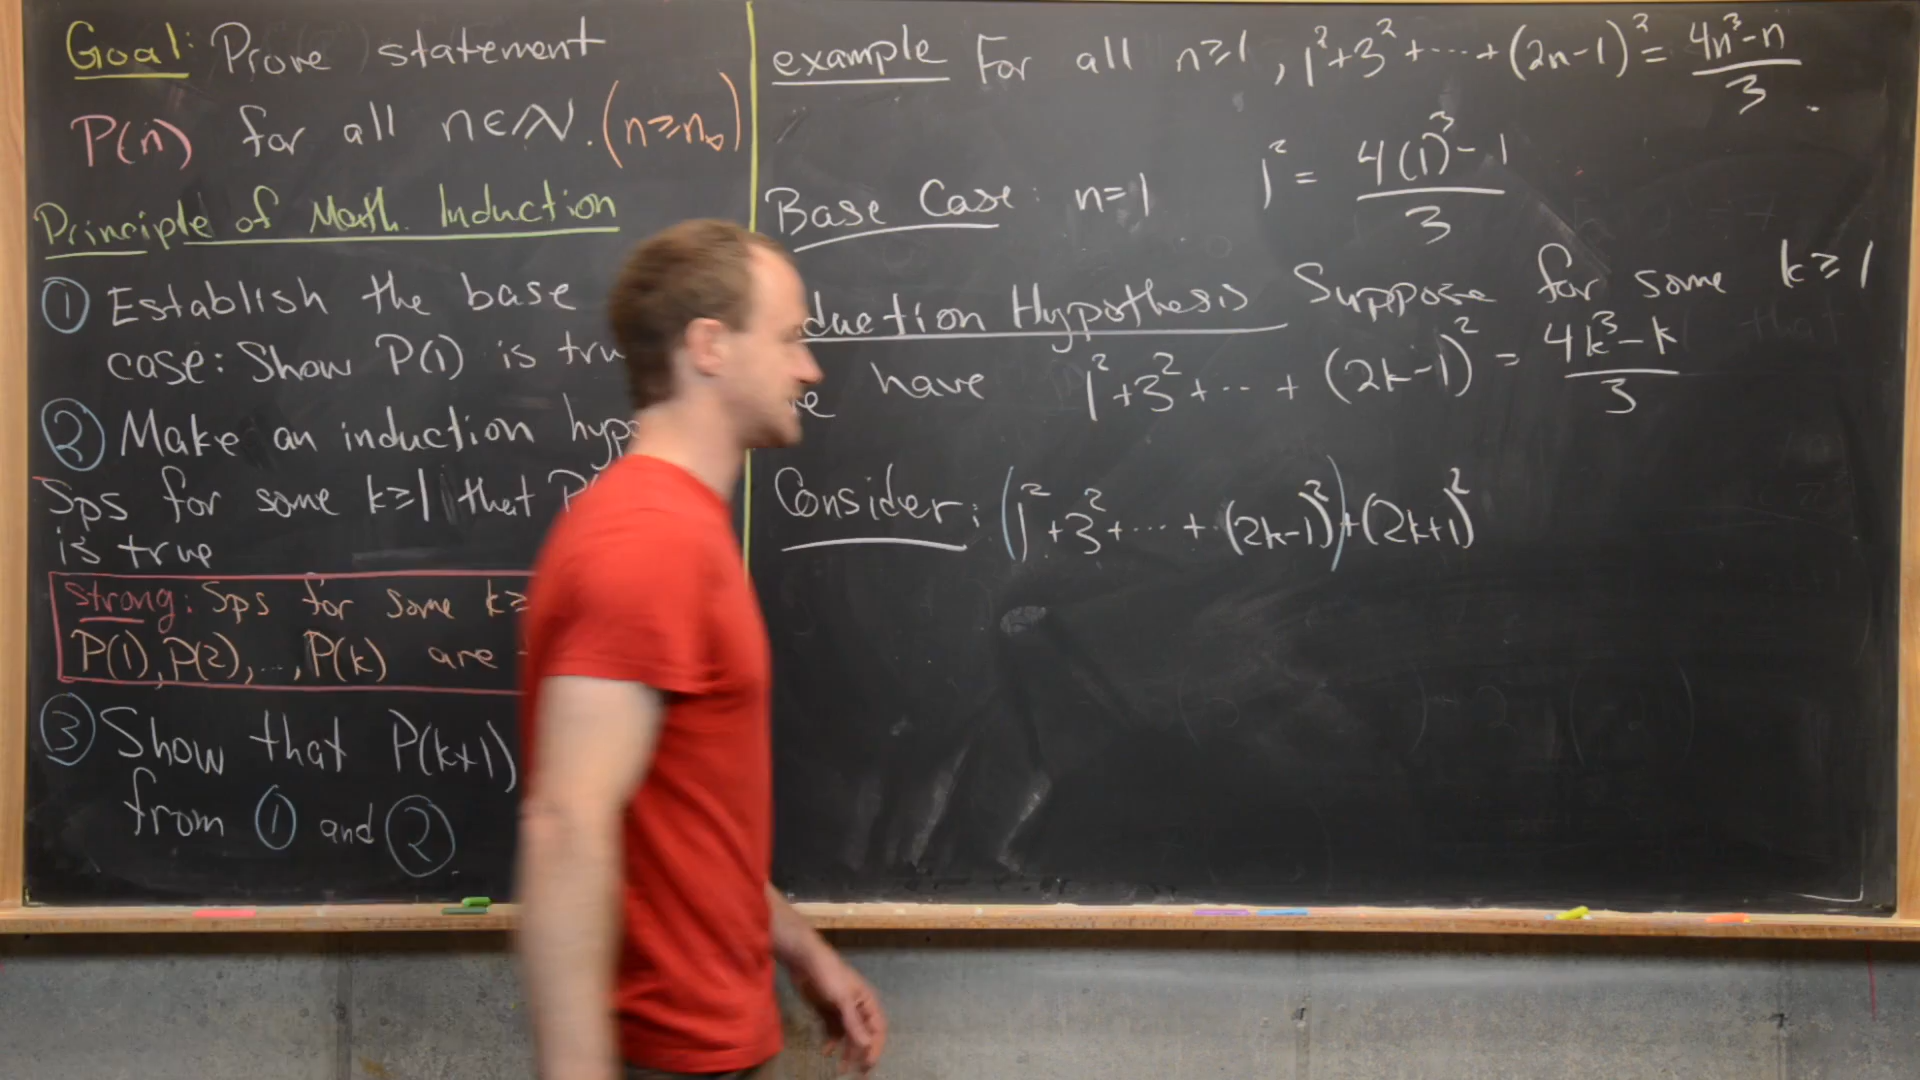 Goal: Prove statement
P(n) for all n∈ℕ. (n≥n₀)
Principle of Math. Induction
① Establish the base
case: Show P(1) is tru
② Make an induction hypo
Sps for some k≥1 that P
is true
strong: Sps for some k≥
P(1), P(2), ..., P(k) are
③ Show that P(k+1)
from ① and ②.
example For all n≥1, 1²+3²+⋯+(2n-1)² = (4n³-n)/3.
Base Case: n=1 1² = (4(1)³-1)/3
duction Hypothesis Suppose for some k≥1
have 1²+3²+⋯+(2k-1)² = (4k³-k)/3
Consider: (1²+3²+⋯+(2k-1)²)+(2k+1)²